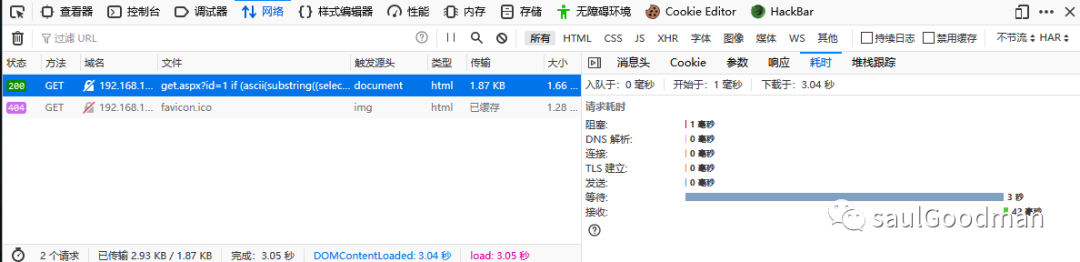 查看器 控制台 调试器 网络 样式编辑器 性能 内存 存储 无障碍环境 Cookie Editor HackBar
过滤 URL 所有 HTML CSS JS XHR 字体 图像 媒体 WS 其他 持续日志 禁用缓存 不节流 HAR
状态 方法 域名 文件 触发源头 类型 传输 大小
200 GET 192.168.1... get.aspx?id=1 if (ascii(substring((selec... document html 1.87 KB 1.66 ...
404 GET 192.168.1... favicon.ico img html 已缓存 1.28 ...
2 个请求 已传输 2.93 KB / 1.87 KB 完成：3.05 秒 DOMContentLoaded: 3.04 秒 load: 3.05 秒
消息头 Cookie 参数 响应 耗时 堆栈跟踪
入队于：0 毫秒 开始于：1 毫秒 下载于：3.04 秒
请求耗时
阻塞: 1 毫秒
DNS 解析: 0 毫秒
连接: 0 毫秒
TLS 建立: 0 毫秒
发送: 0 毫秒
等待: 3 秒
接收: 42 毫秒
saulGoodman